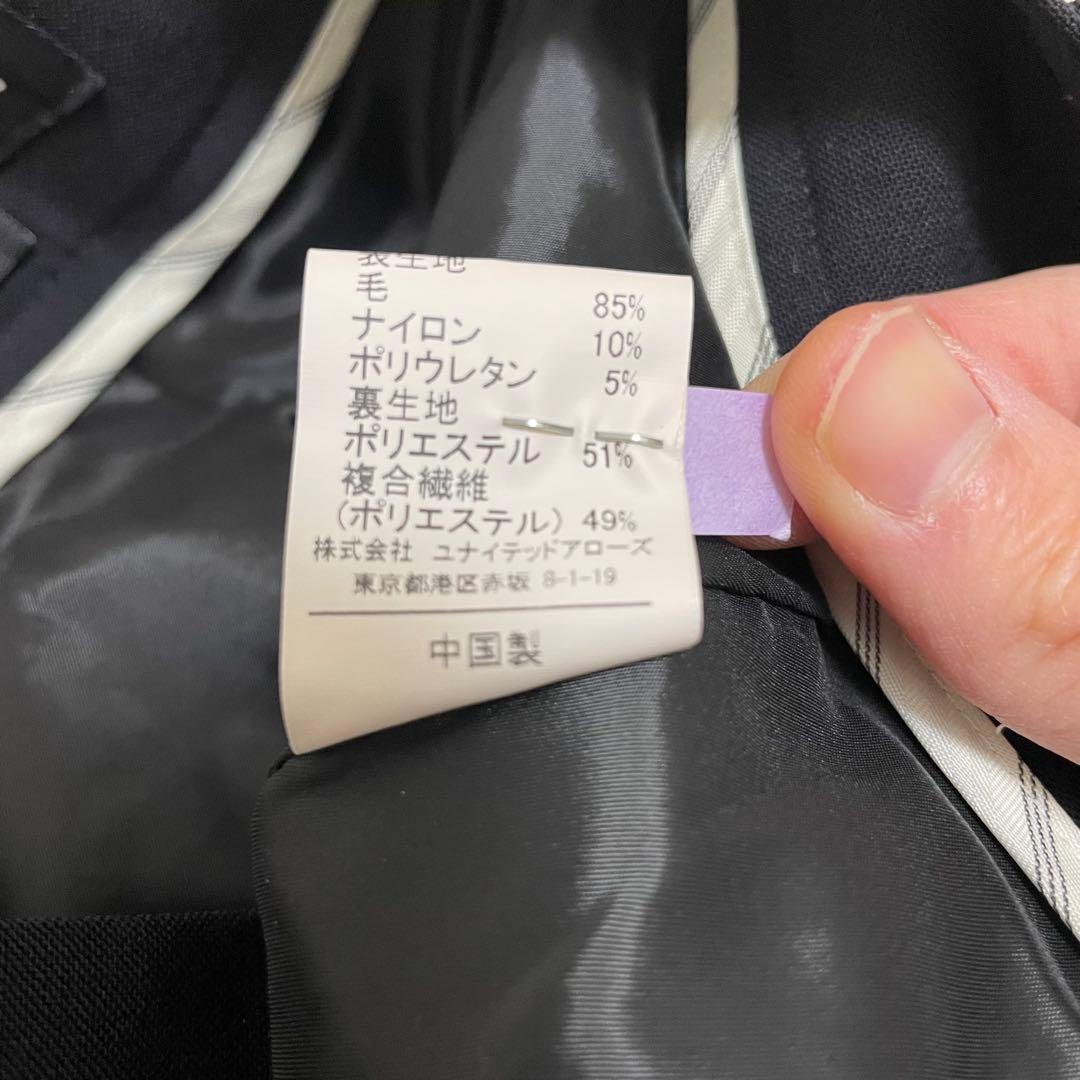 表生地
毛 85%
ナイロン 10%
ポリウレタン 5%
裏生地
ポリエステル 51%
複合繊維
(ポリエステル) 49%
株式会社 ユナイテッドアローズ
東京都港区赤坂 8-1-19
中国製